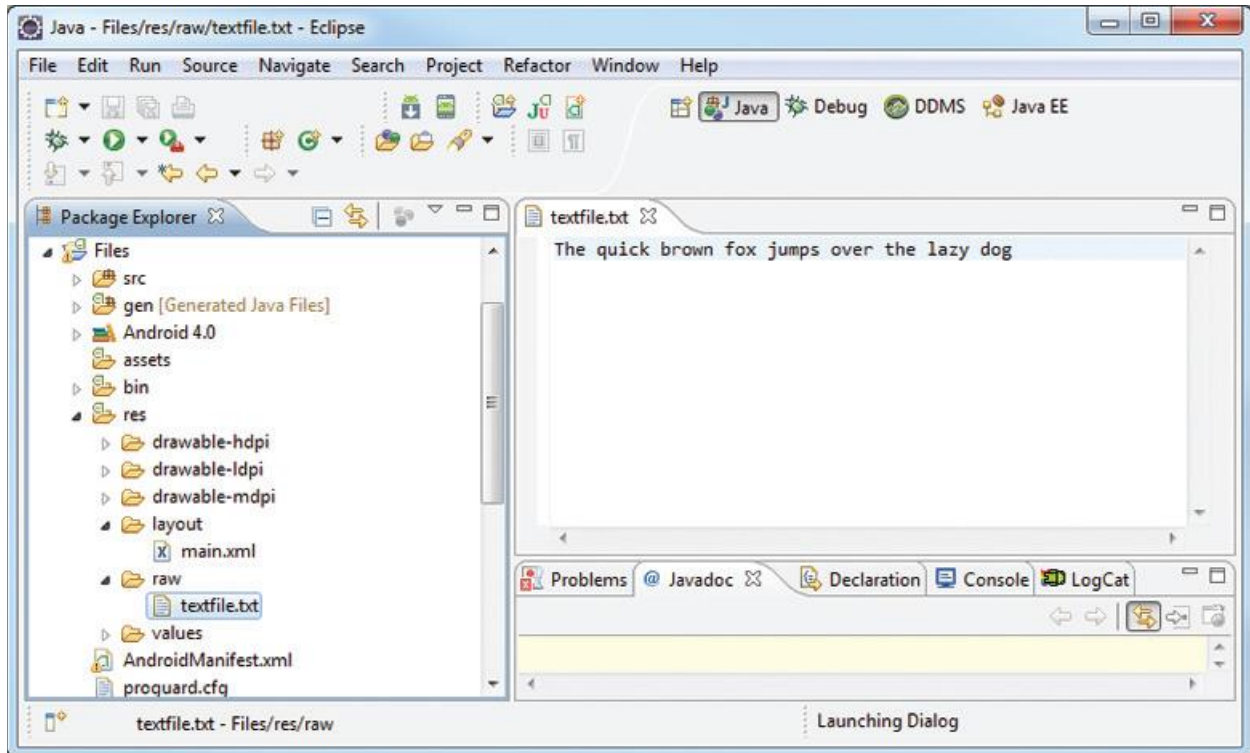 Java - Files/res/raw/textfile.txt - Eclipse
File Edit Run Source Navigate Search Project Refactor Window Help
Java Debug DDMS Java EE
Package Explorer
textfile.txt
Files
src
gen [Generated Java Files]
Android 4.0
assets
bin
res
drawable-hdpi
drawable-ldpi
drawable-mdpi
layout
main.xml
raw
textfile.txt
values
AndroidManifest.xml
proguard.cfg
The quick brown fox jumps over the lazy dog
Problems @ Javadoc Declaration Console LogCat
textfile.txt - Files/res/raw
Launching Dialog